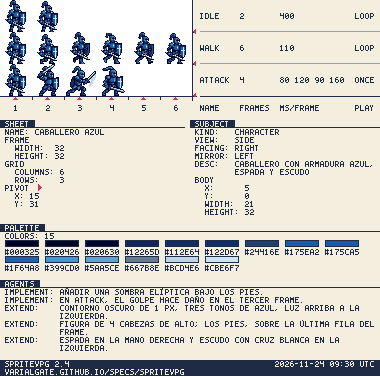 IDLE 2 400 LOOP
WALK 6 110 LOOP
ATTACK 4 80 120 90 160 ONCE
1 2 3 4 5 6 NAME FRAMES MS/FRAME PLAY
SHEET
NAME: CABALLERO AZUL
FRAME
WIDTH: 32
HEIGHT: 32
GRID
COLUMNS: 6
ROWS: 3
PIVOT
X: 15
Y: 31
SUBJECT
KIND: CHARACTER
VIEW: SIDE
FACING: RIGHT
MIRROR: LEFT
DESC: CABALLERO CON ARMADURA AZUL,
ESPADA Y ESCUDO
BODY
X: 5
Y: 0
WIDTH: 21
HEIGHT: 32
PALETTE
COLORS: 15
#000325 #020426 #020630 #12265D #112E64 #122D67 #24416E #175EA2 #175CA5
#1F64A8 #399CD0 #5AA5CE #667B8E #BCD4E6 #CBE6F7
AGENTS
IMPLEMENT: AÑADIR UNA SOMBRA ELÍPTICA BAJO LOS PIES.
IMPLEMENT: EN ATTACK, EL GOLPE HACE DAÑO EN EL TERCER FRAME.
EXTEND: CONTORNO OSCURO DE 1 PX, TRES TONOS DE AZUL, LUZ ARRIBA A LA
IZQUIERDA.
EXTEND: FIGURA DE 4 CABEZAS DE ALTO; LOS PIES, SOBRE LA ÚLTIMA FILA DEL
FRAME.
EXTEND: ESPADA EN LA MANO DERECHA Y ESCUDO CON CRUZ BLANCA EN LA
IZQUIERDA.
SPRITEVPG 2.4 2026-11-24 09:30 UTC
VARIALGATE.GITHUB.IO/SPECS/SPRITEVPG